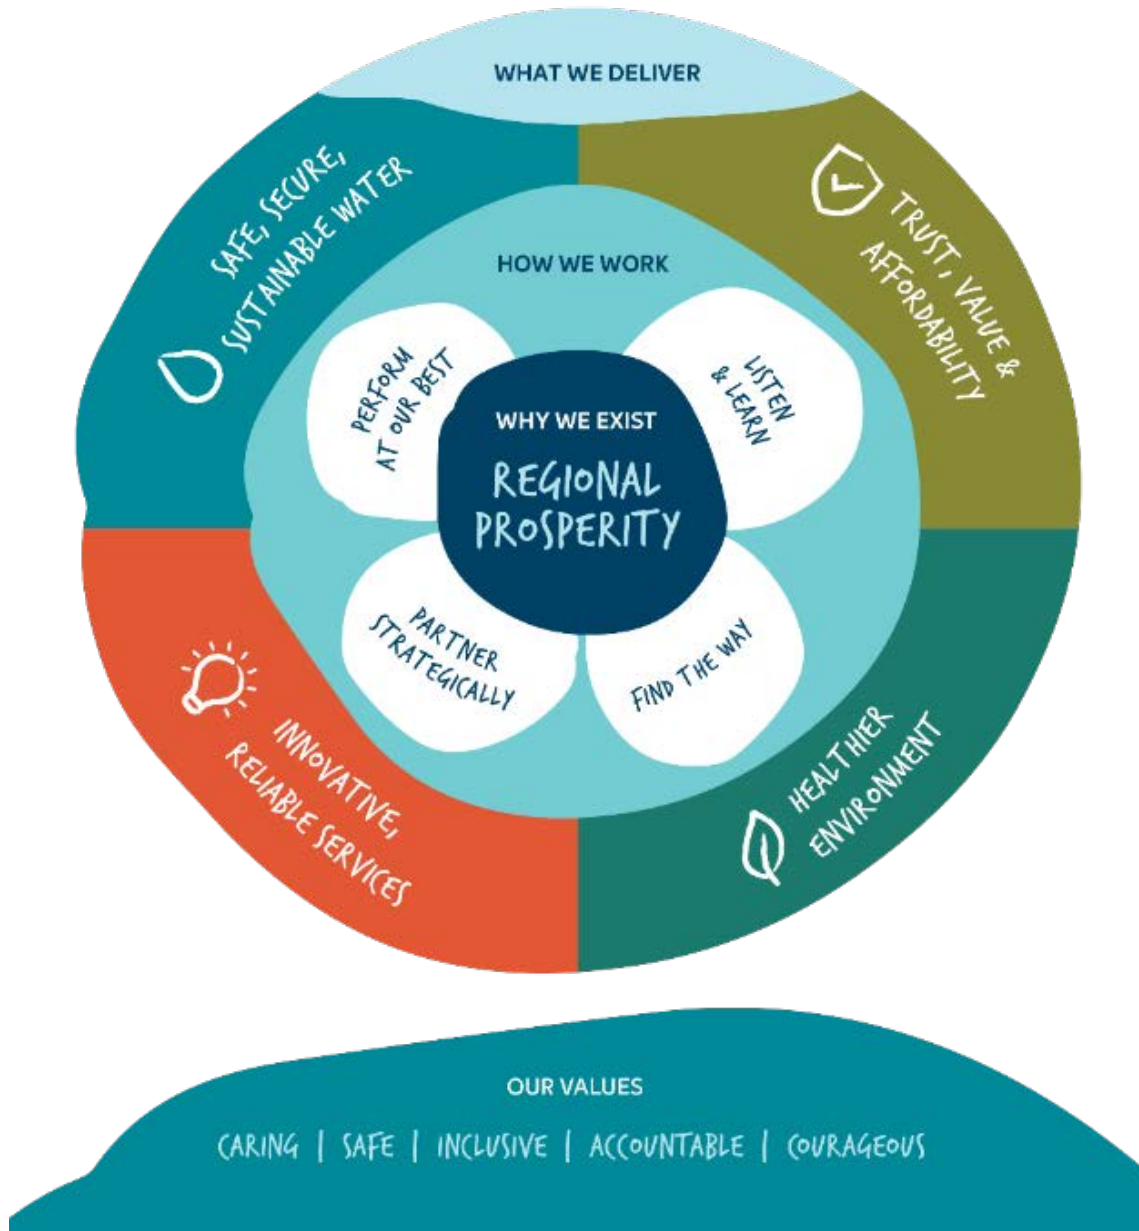 WHAT WE DELIVER
SAFE, SECURE,
SUSTAINABLE WATER
TRUST, VALUE &
AFFORDABILITY
HOW WE WORK
PERFORM
AT OUR BEST
LISTEN
& LEARN
WHY WE EXIST
REGIONAL
PROSPERITY
PARTNER
STRATEGICALLY
FIND THE WAY
INNOVATIVE,
RELIABLE SERVICES
HEALTHIER
ENVIRONMENT
OUR VALUES
CARING | SAFE | INCLUSIVE | ACCOUNTABLE | COURAGEOUS